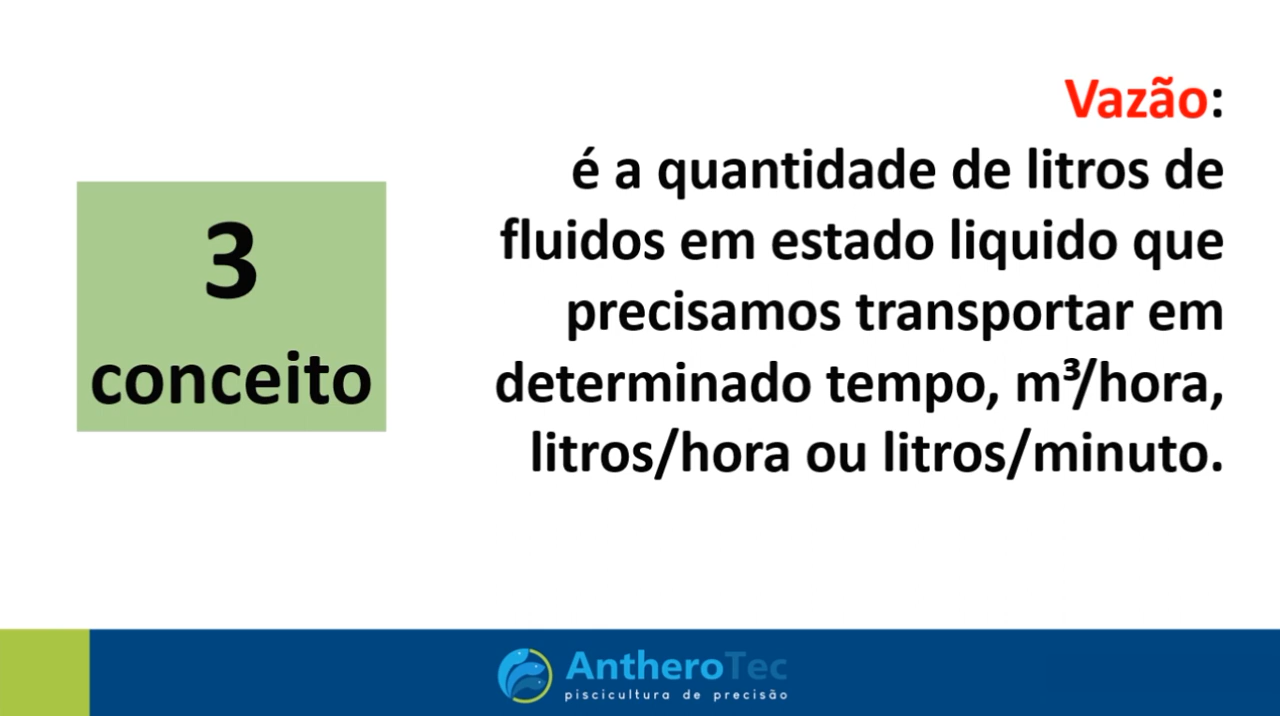 3
conceito
Vazão:
é a quantidade de litros de
fluidos em estado liquido que
precisamos transportar em
determinado tempo, m³/hora,
litros/hora ou litros/minuto.
AntheroTec
piscicultura de precisão